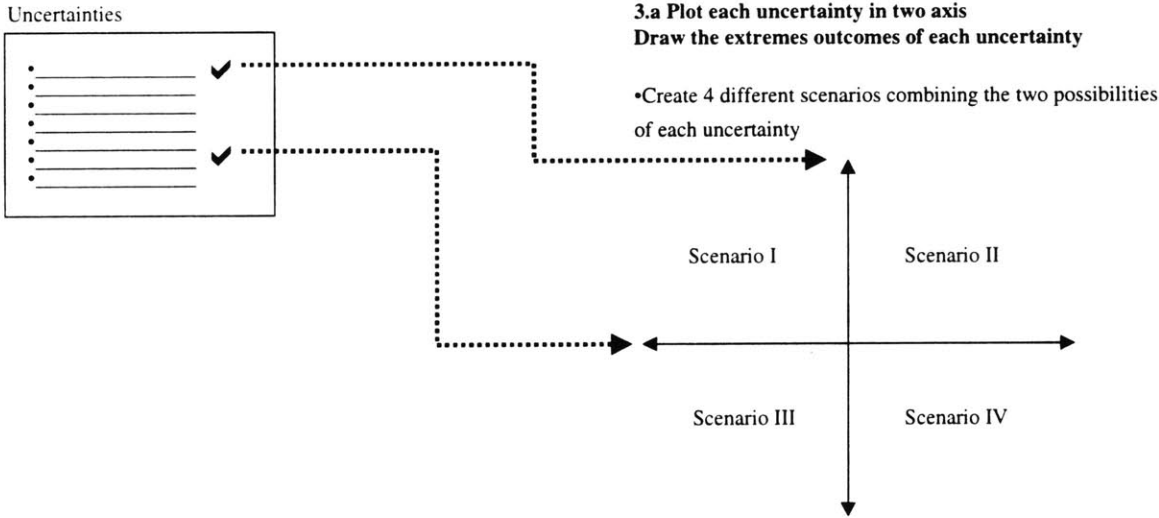 Uncertainties
3.a Plot each uncertainty in two axis
Draw the extremes outcomes of each uncertainty
•Create 4 different scenarios combining the two possibilities
of each uncertainty
Scenario I
Scenario II
Scenario III
Scenario IV